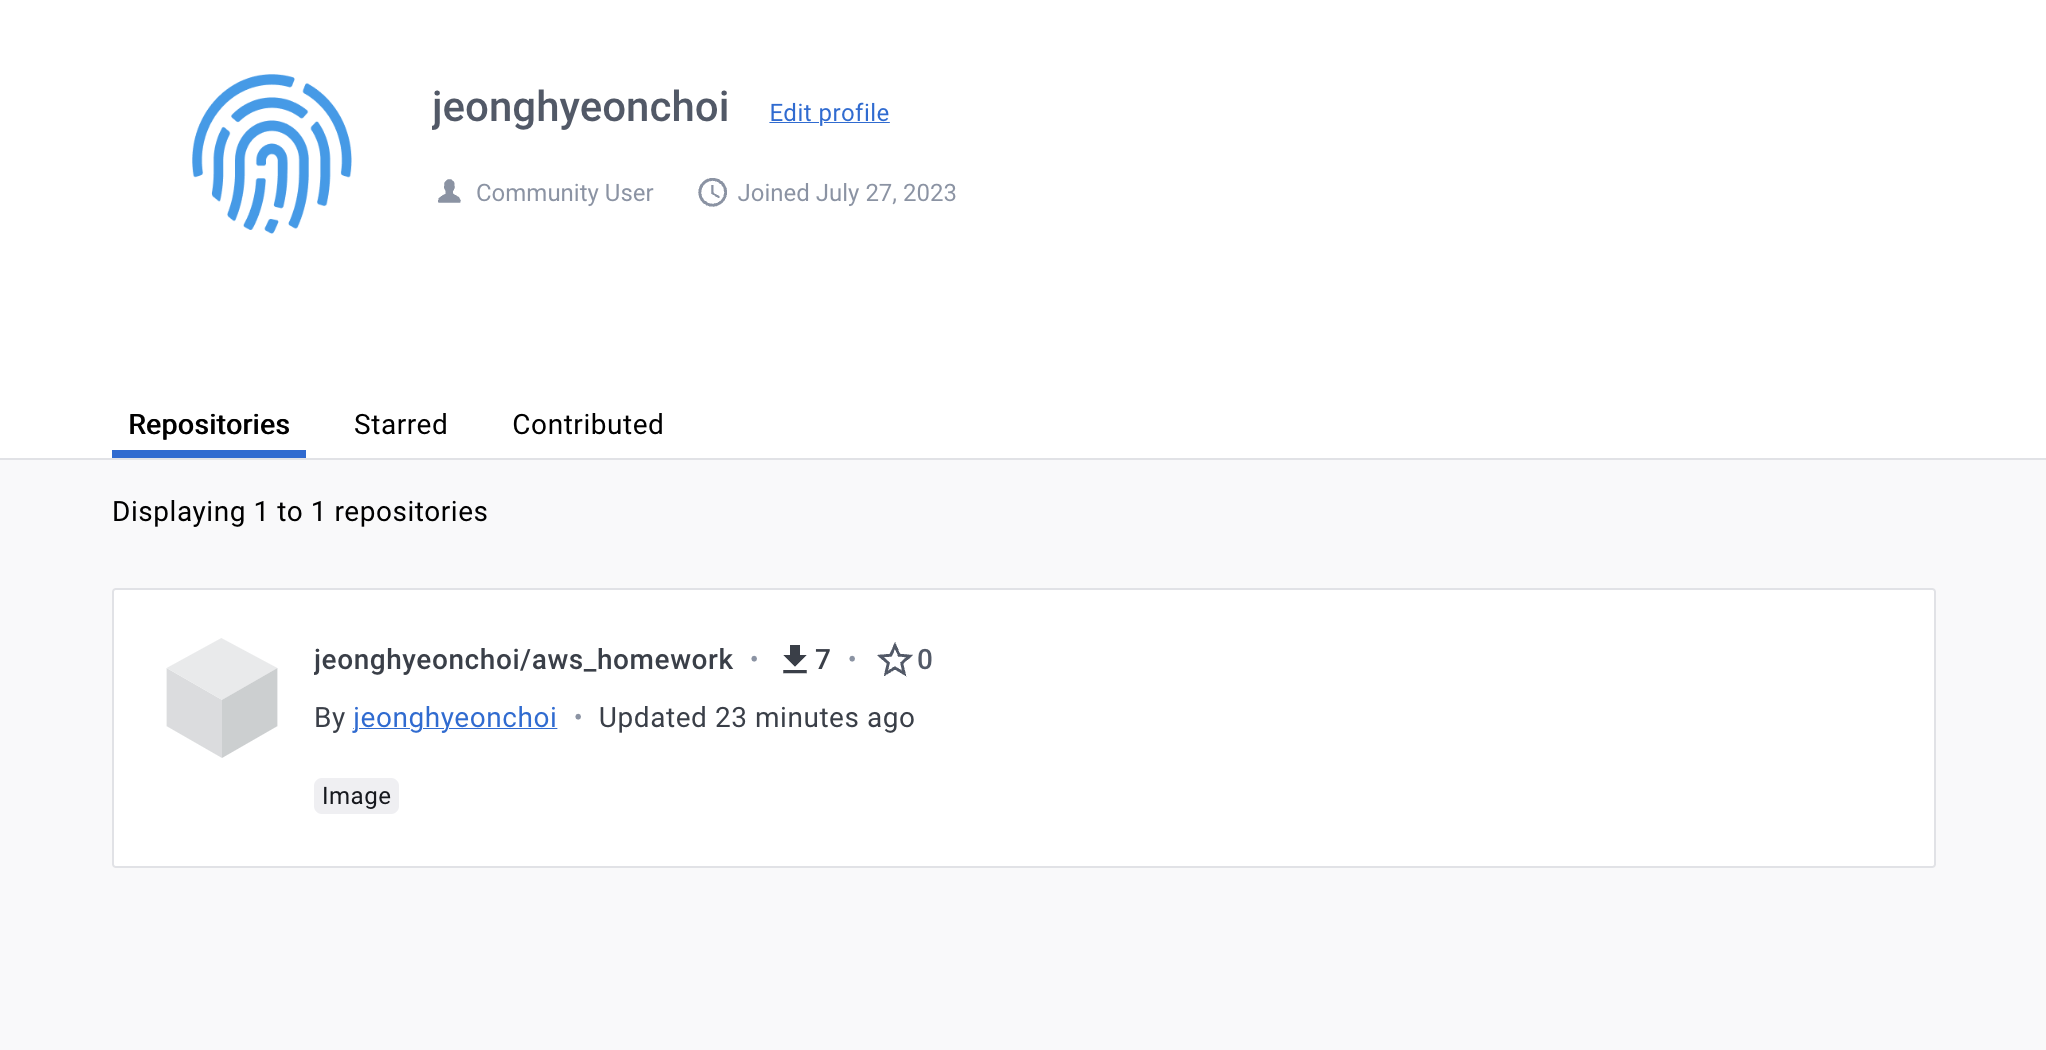 jeonghyeonchoi Edit profile
Community User Joined July 27, 2023
Repositories Starred Contributed
Displaying 1 to 1 repositories
jeonghyeonchoi/aws_homework • 7 • 0
By jeonghyeonchoi • Updated 23 minutes ago
Image